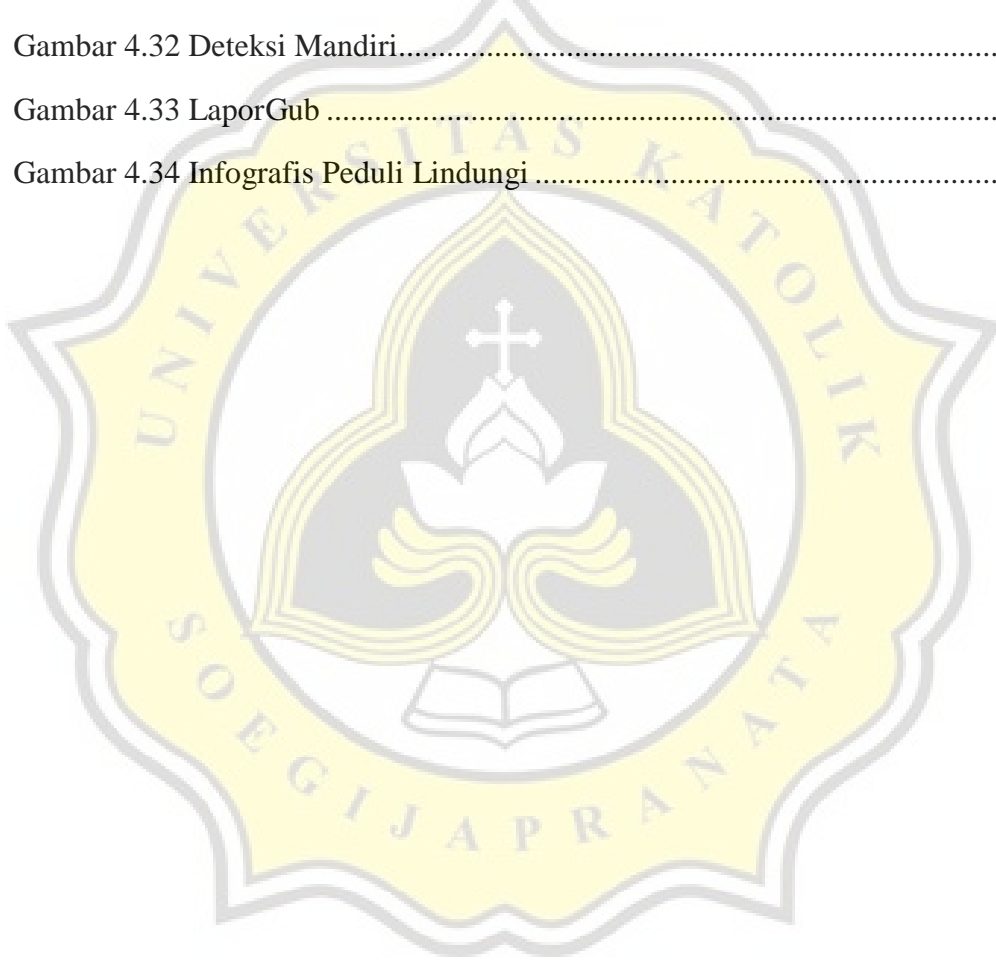 Gambar 4.32 Deteksi Mandiri..............................................................................
Gambar 4.33 LaporGub ......................................................................................
Gambar 4.34 Infografis Peduli Lindungi .............................................................
UNIVERSITAS KATOLIK
SOEGIJAPRANATA